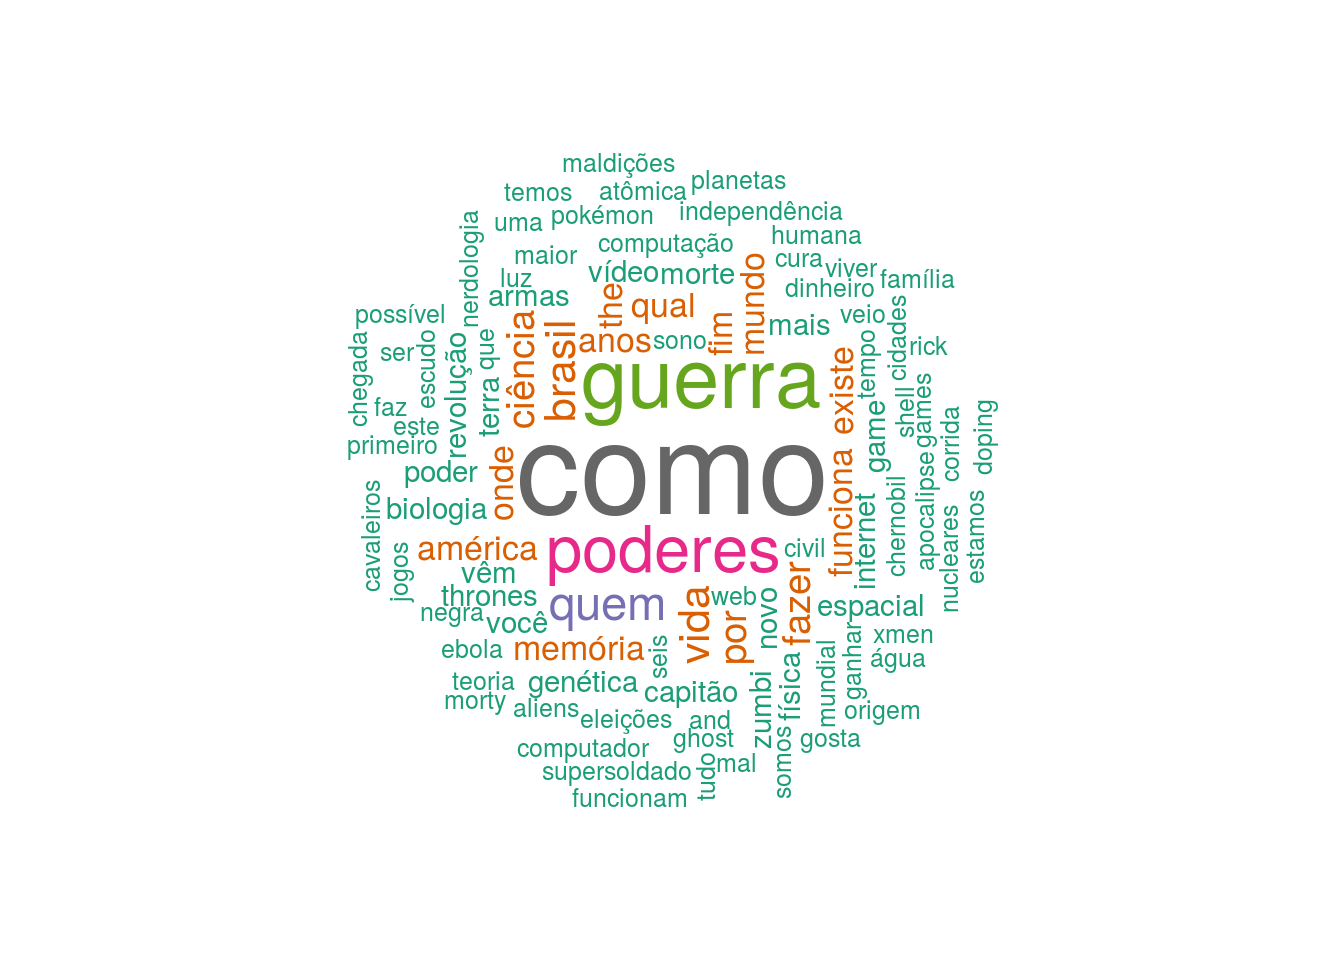 maldições
planetas
temos
atômica
uma
pokémon
independência
nerdologia
computação
humana
maior
cura
luz
vídeo
morte
viver
família
armas
the
qual
mundo
dinheiro
possível
mais
veio
cidades
chegada
ser
escudo
revolução
que
ciência
brasil
anos
sono
fim
tempo
rick
faz
terra
guerra
existe
este
game
shell
games
primeiro
corrida
doping
poder
onde
como
funciona
cavaleiros
biologia
internet
chernobil
apocalipse
nucleares
estamos
jogos
américa
poderes
civil
vêm
thrones
quem
vida
web
novo
fazer
espacial
negra
você
por
xmen
ebola
memória
seis
mundial
ganhar
água
teoria
genética
capitão
zumbi
física
morty
aliens
eleições
and
origem
computador
ghost
somos
gosta
supersoldado
tudo
mal
funcionam